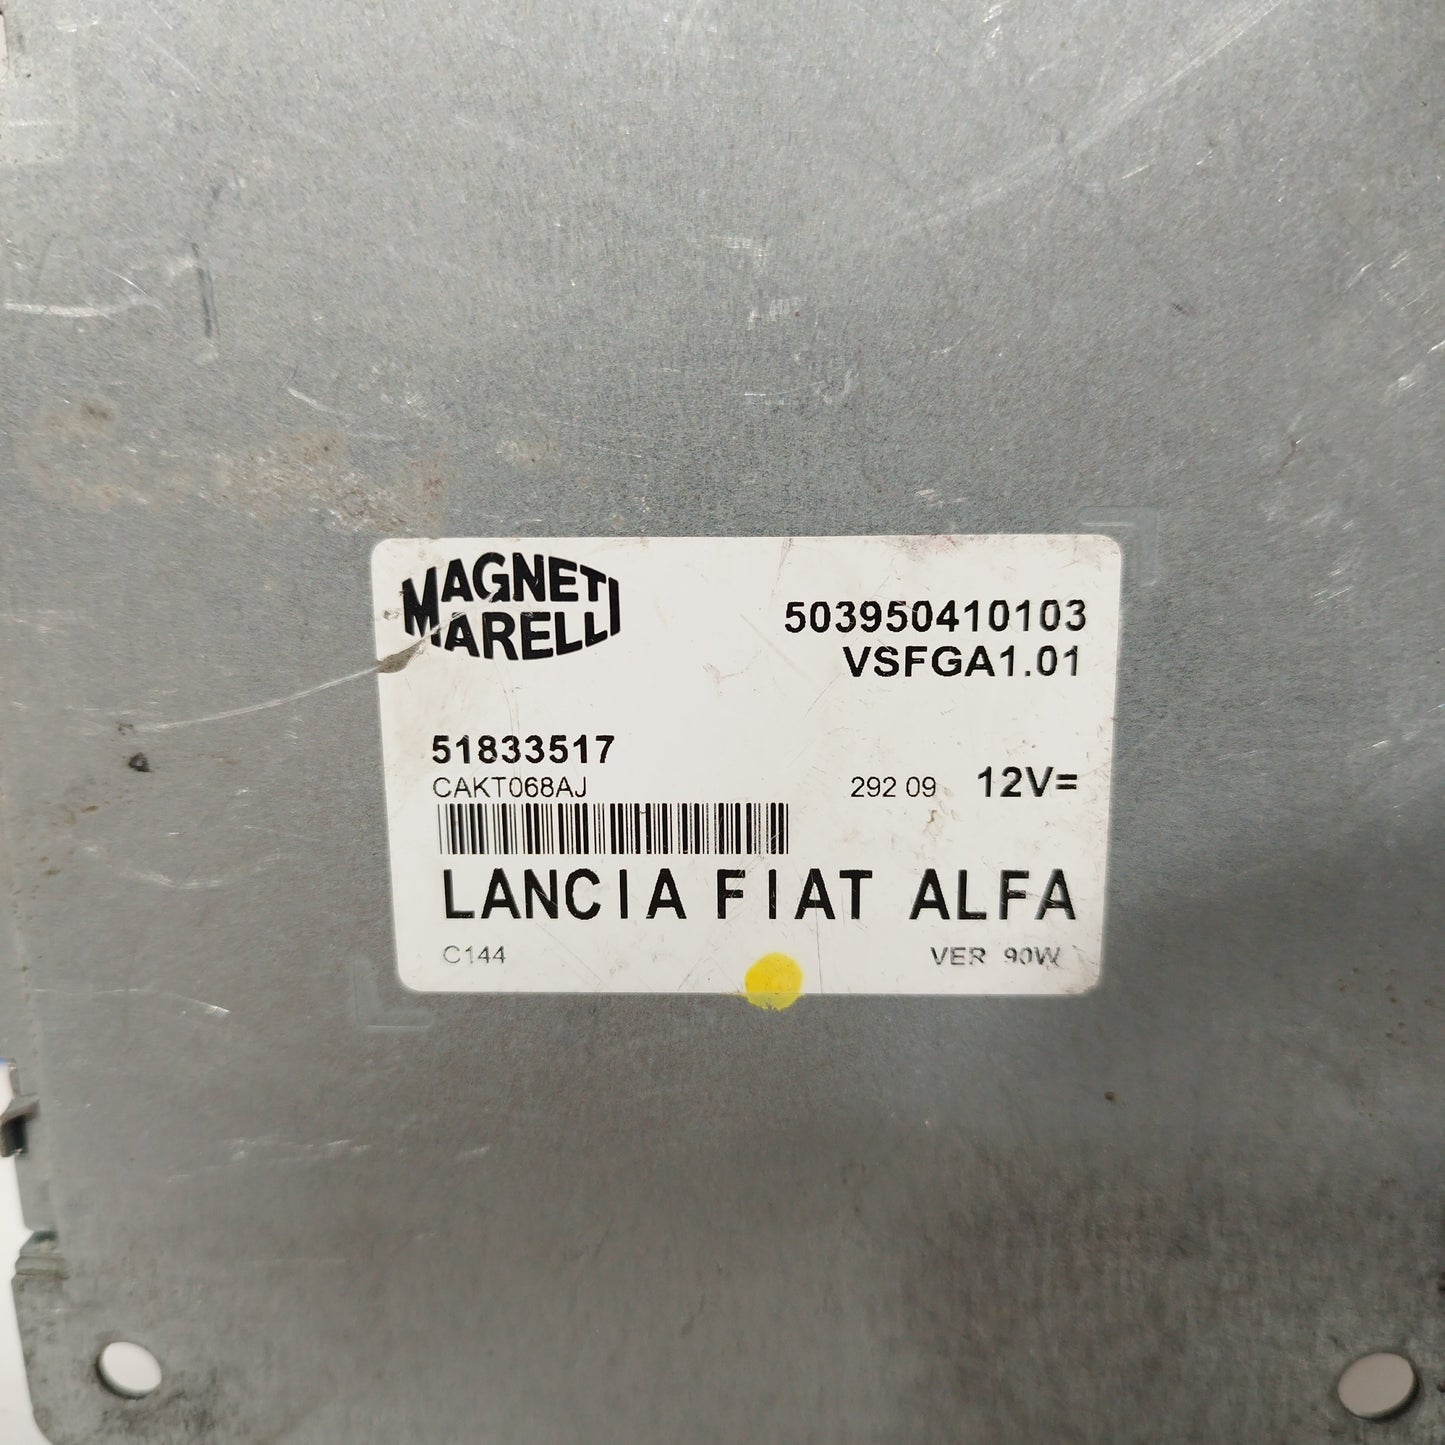 MAGNETI
MARELLI
503950410103
VSFGA1.01
51833517
CAKT068AJ
292 09 12V=
LANCIA FIAT ALFA
C144 VER 90W